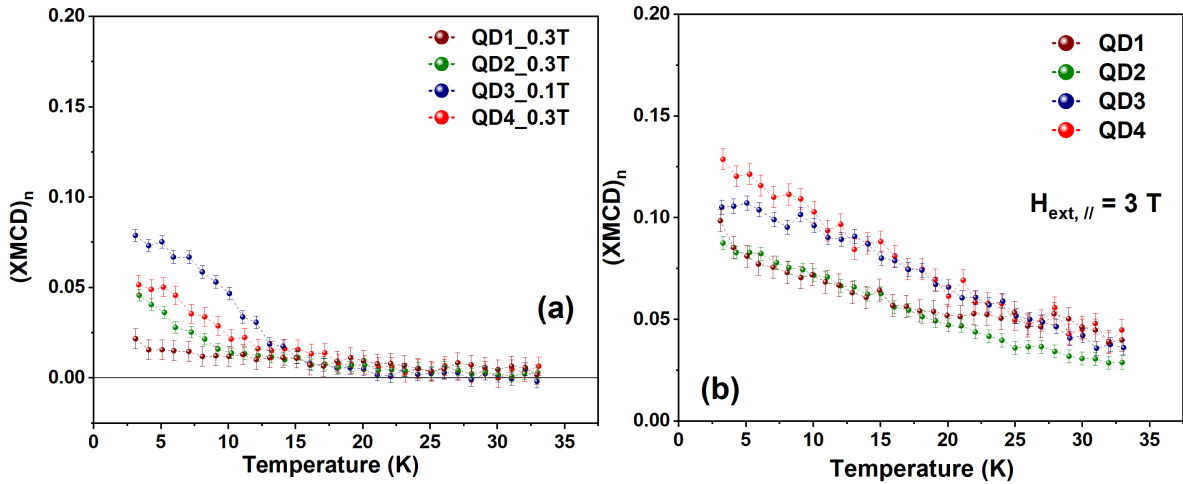 0.20
0.15
0.10
0.05
0.00
(XMCD)n
QD1_0.3T
QD2_0.3T
QD3_0.1T
QD4_0.3T
(a)
0 5 10 15 20 25 30 35
Temperature (K)
0.20
0.15
0.10
0.05
0.00
(XMCD)n
QD1
QD2
QD3
QD4
Hext, // = 3 T
(b)
0 5 10 15 20 25 30 35
Temperature (K)